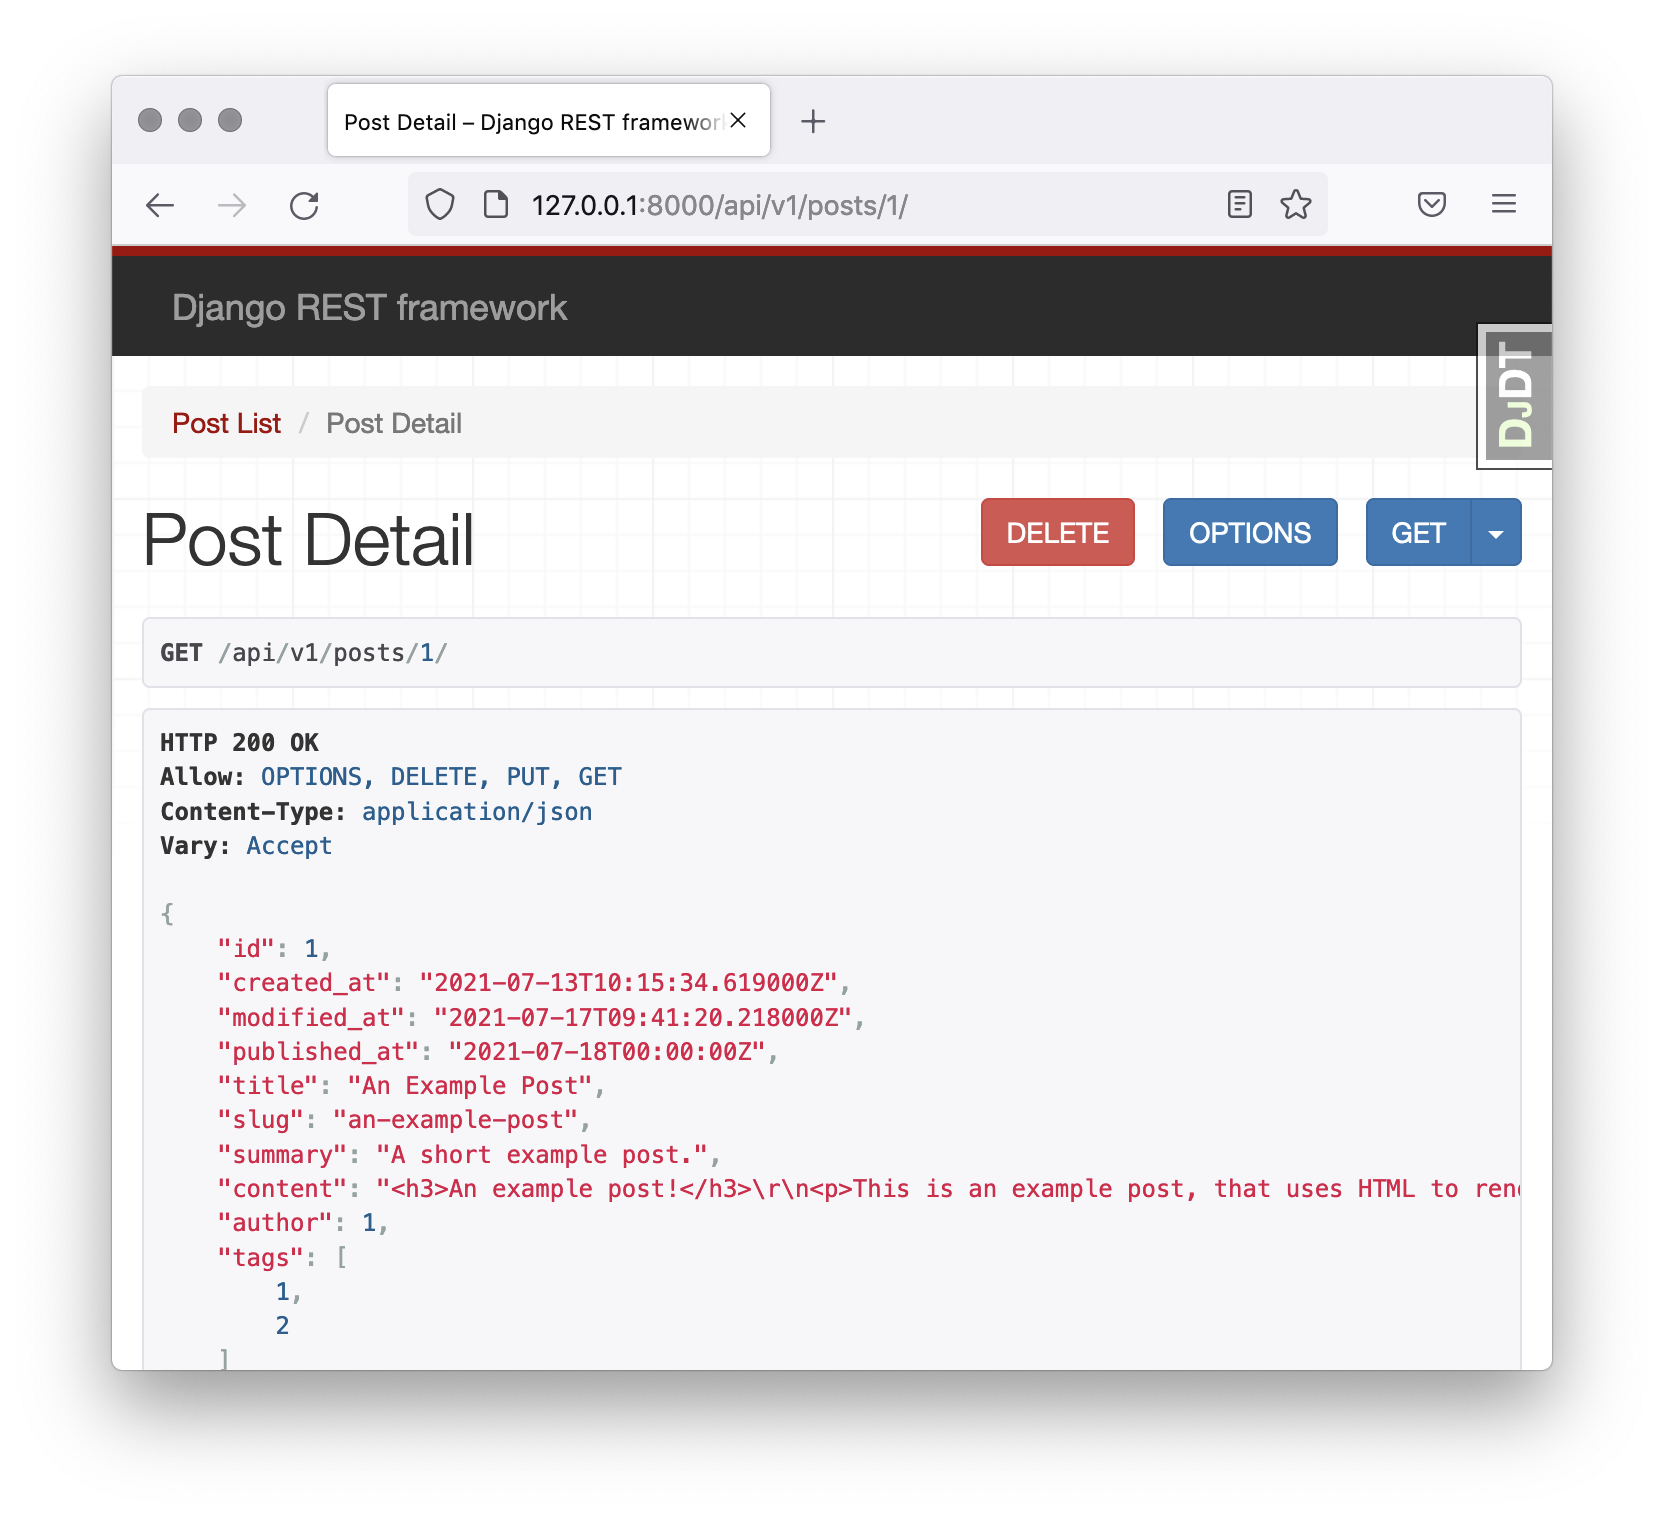 Post Detail – Django REST framewor
127.0.0.1:8000/api/v1/posts/1/
Django REST framework
DJDT
Post List / Post Detail
Post Detail
DELETE OPTIONS GET
GET /api/v1/posts/1/
HTTP 200 OK
Allow: OPTIONS, DELETE, PUT, GET
Content-Type: application/json
Vary: Accept
{
"id": 1,
"created_at": "2021-07-13T10:15:34.619000Z",
"modified_at": "2021-07-17T09:41:20.218000Z",
"published_at": "2021-07-18T00:00:00Z",
"title": "An Example Post",
"slug": "an-example-post",
"summary": "A short example post.",
"content": "<h3>An example post!</h3>\r\n<p>This is an example post, that uses HTML to ren
"author": 1,
"tags": [
1,
2
]